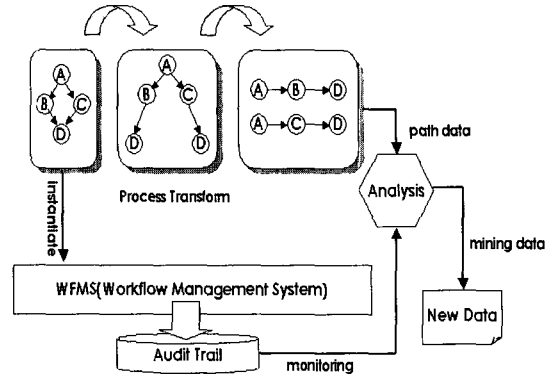 A
B C
D
A
B C
D D
A B D
A C D
path data
Process Transform
instantiate
Analysis
mining data
WFMS(Workflow Management System)
New Data
Audit Trail
monitoring